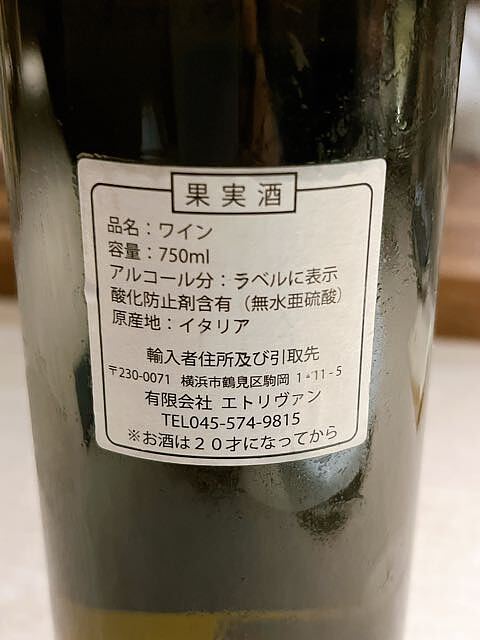 果実酒
品名：ワイン
容量：750ml
アルコール分：ラベルに表示
酸化防止剤含有（無水亜硫酸）
原産地：イタリア
輸入者住所及び引取先
〒230-0071 横浜市鶴見区駒岡 1-11-5
有限会社 エトリヴァン
TEL045-574-9815
※お酒は２０才になってから